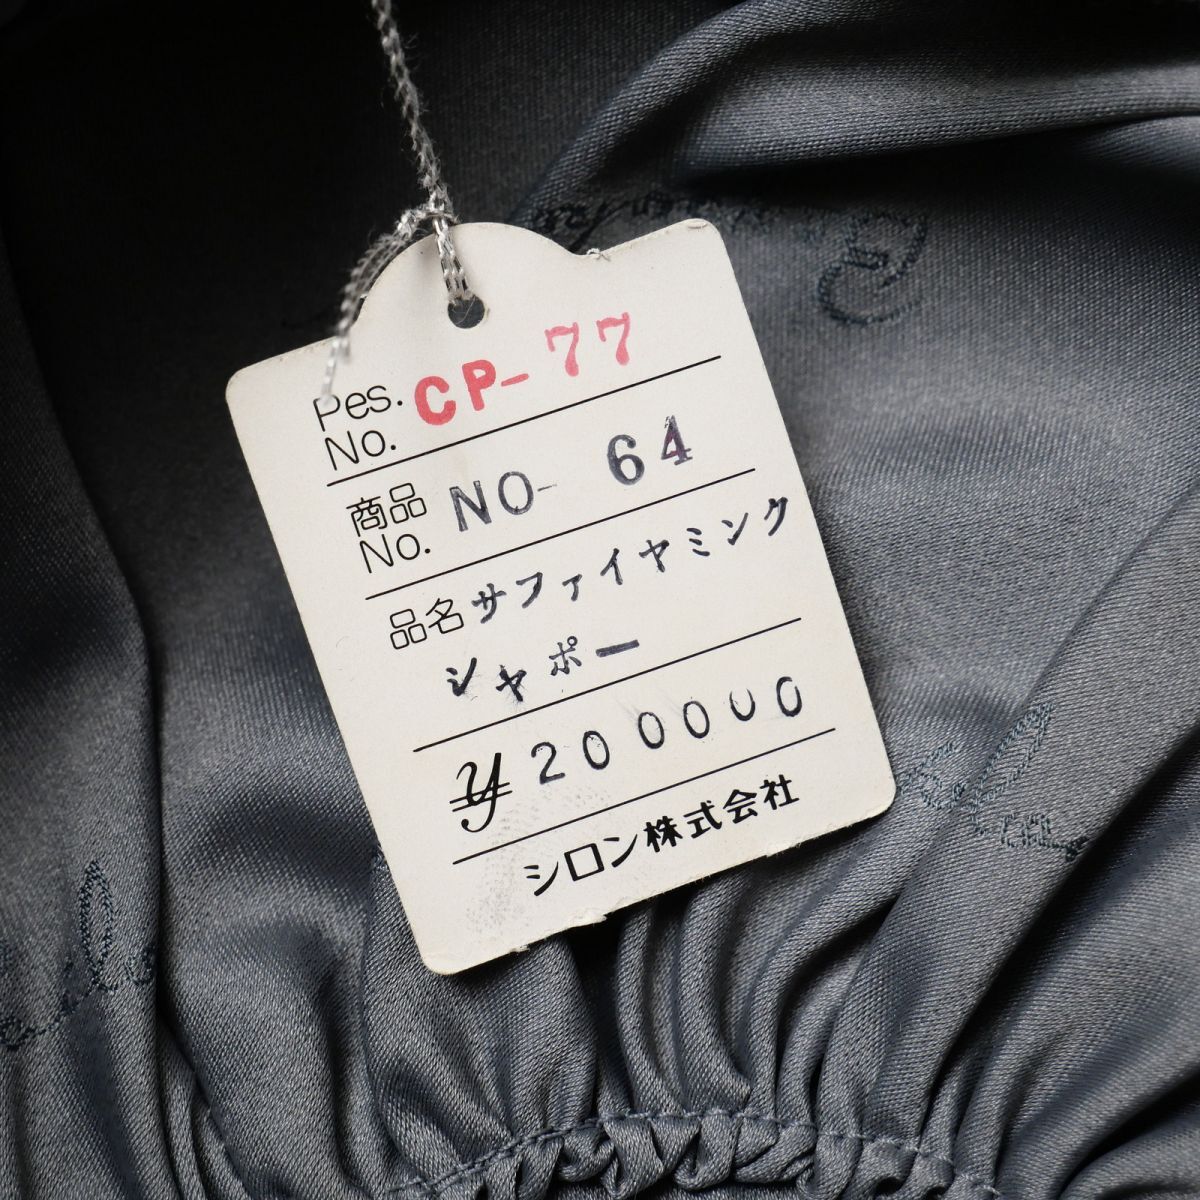 Des.
No. CP-77
商品
No. NO- 64
品名 サファイヤミンク
シャポー
¥ 200000
シロン株式会社